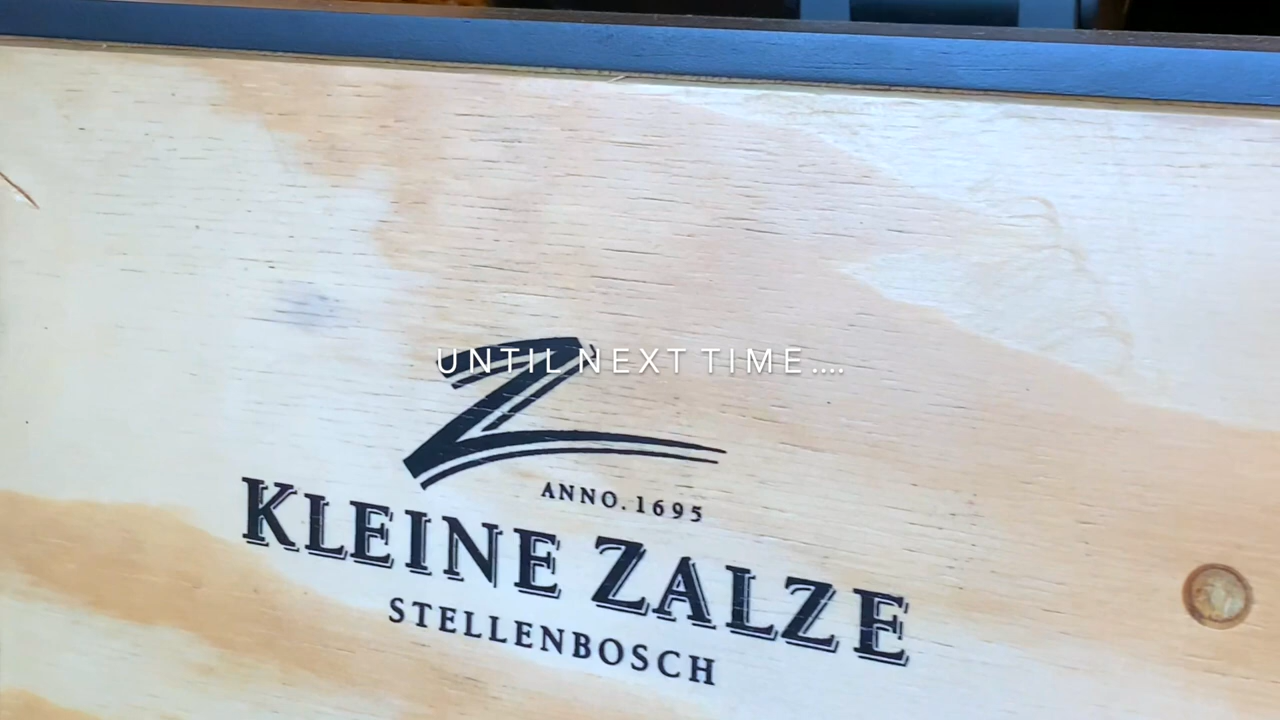 UNTIL NEXT TIME....
Z
ANNO. 1695
KLEINE ZALZE
STELLENBOSCH